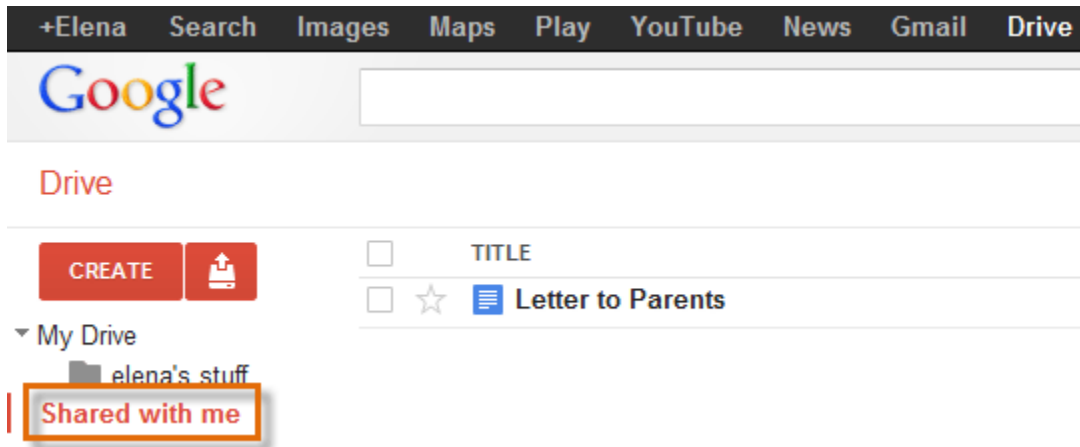 +Elena Search Images Maps Play YouTube News Gmail Drive
Google
Drive
CREATE
TITLE
Letter to Parents
My Drive
elena's stuff
Shared with me